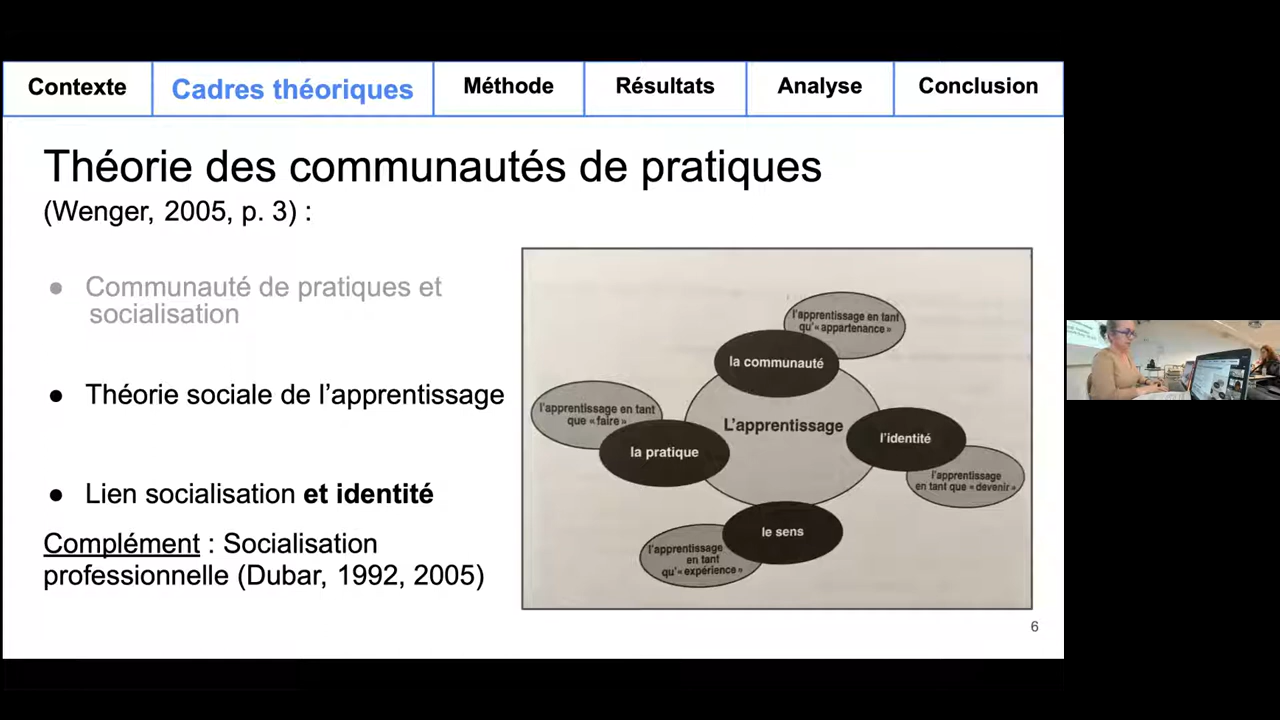 Contexte
Cadres théoriques
Méthode
Résultats
Analyse
Conclusion
Théorie des communautés de pratiques
(Wenger, 2005, p. 3) :
● Communauté de pratiques et
socialisation
● Théorie sociale de l’apprentissage
● Lien socialisation et identité
Complément : Socialisation
professionnelle (Dubar, 1992, 2005)
l'apprentissage en tant
qu'«appartenance»
la communauté
l'apprentissage en tant
que «faire»
la pratique
L'apprentissage
l'identité
l'apprentissage
en tant que «devenir»
le sens
l'apprentissage
en tant
qu'«expérience»
6